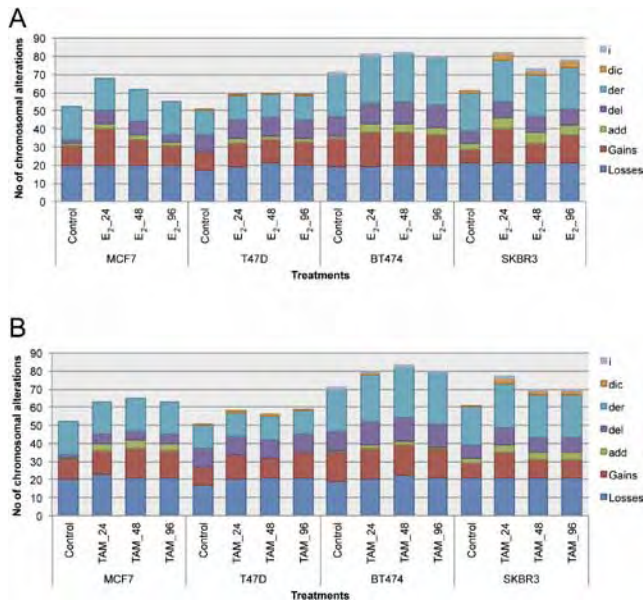 A
No of chromosomal alterations
90
80
70
60
50
40
30
20
10
0
Control
E₂_24
E₂_48
E₂_96
Control
E₂_24
E₂_48
E₂_96
Control
E₂_24
E₂_48
E₂_96
Control
E₂_24
E₂_48
E₂_96
MCF7 T47D BT474 SKBR3
Treatments
i
dic
der
del
add
Gains
Losses
B
No of chromosomal alterations
90
80
70
60
50
40
30
20
10
0
Control
TAM_24
TAM_48
TAM_96
Control
TAM_24
TAM_48
TAM_96
Control
TAM_24
TAM_48
TAM_96
Control
TAM_24
TAM_48
TAM_96
MCF7 T47D BT474 SKBR3
Treatments
i
dic
der
del
add
Gains
Losses